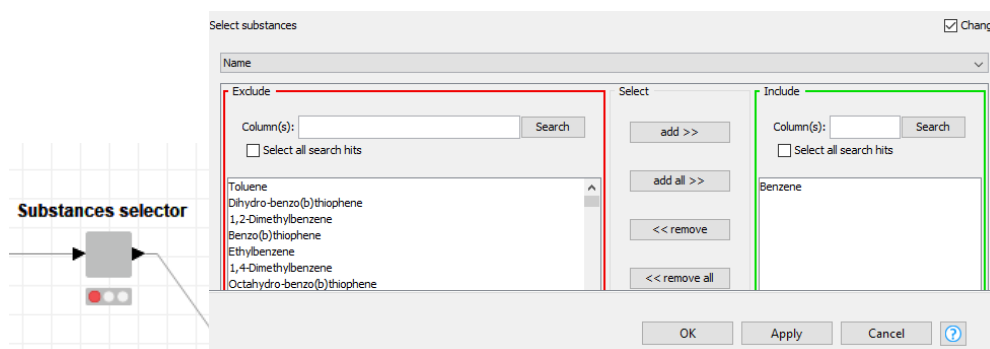 Select substances
Chang
Name
Exclude
Select
Include
Column(s):
Search
add >>
Column(s):
Search
Select all search hits
Select all search hits
add all >>
Toluene
Dihydro-benzo(b)thiophene
1,2-Dimethylbenzene
Benzo(b)thiophene
Ethylbenzene
1,4-Dimethylbenzene
Octahydro-benzo(b)thiophene
Benzene
<< remove
<< remove all
Substances selector
OK
Apply
Cancel
?